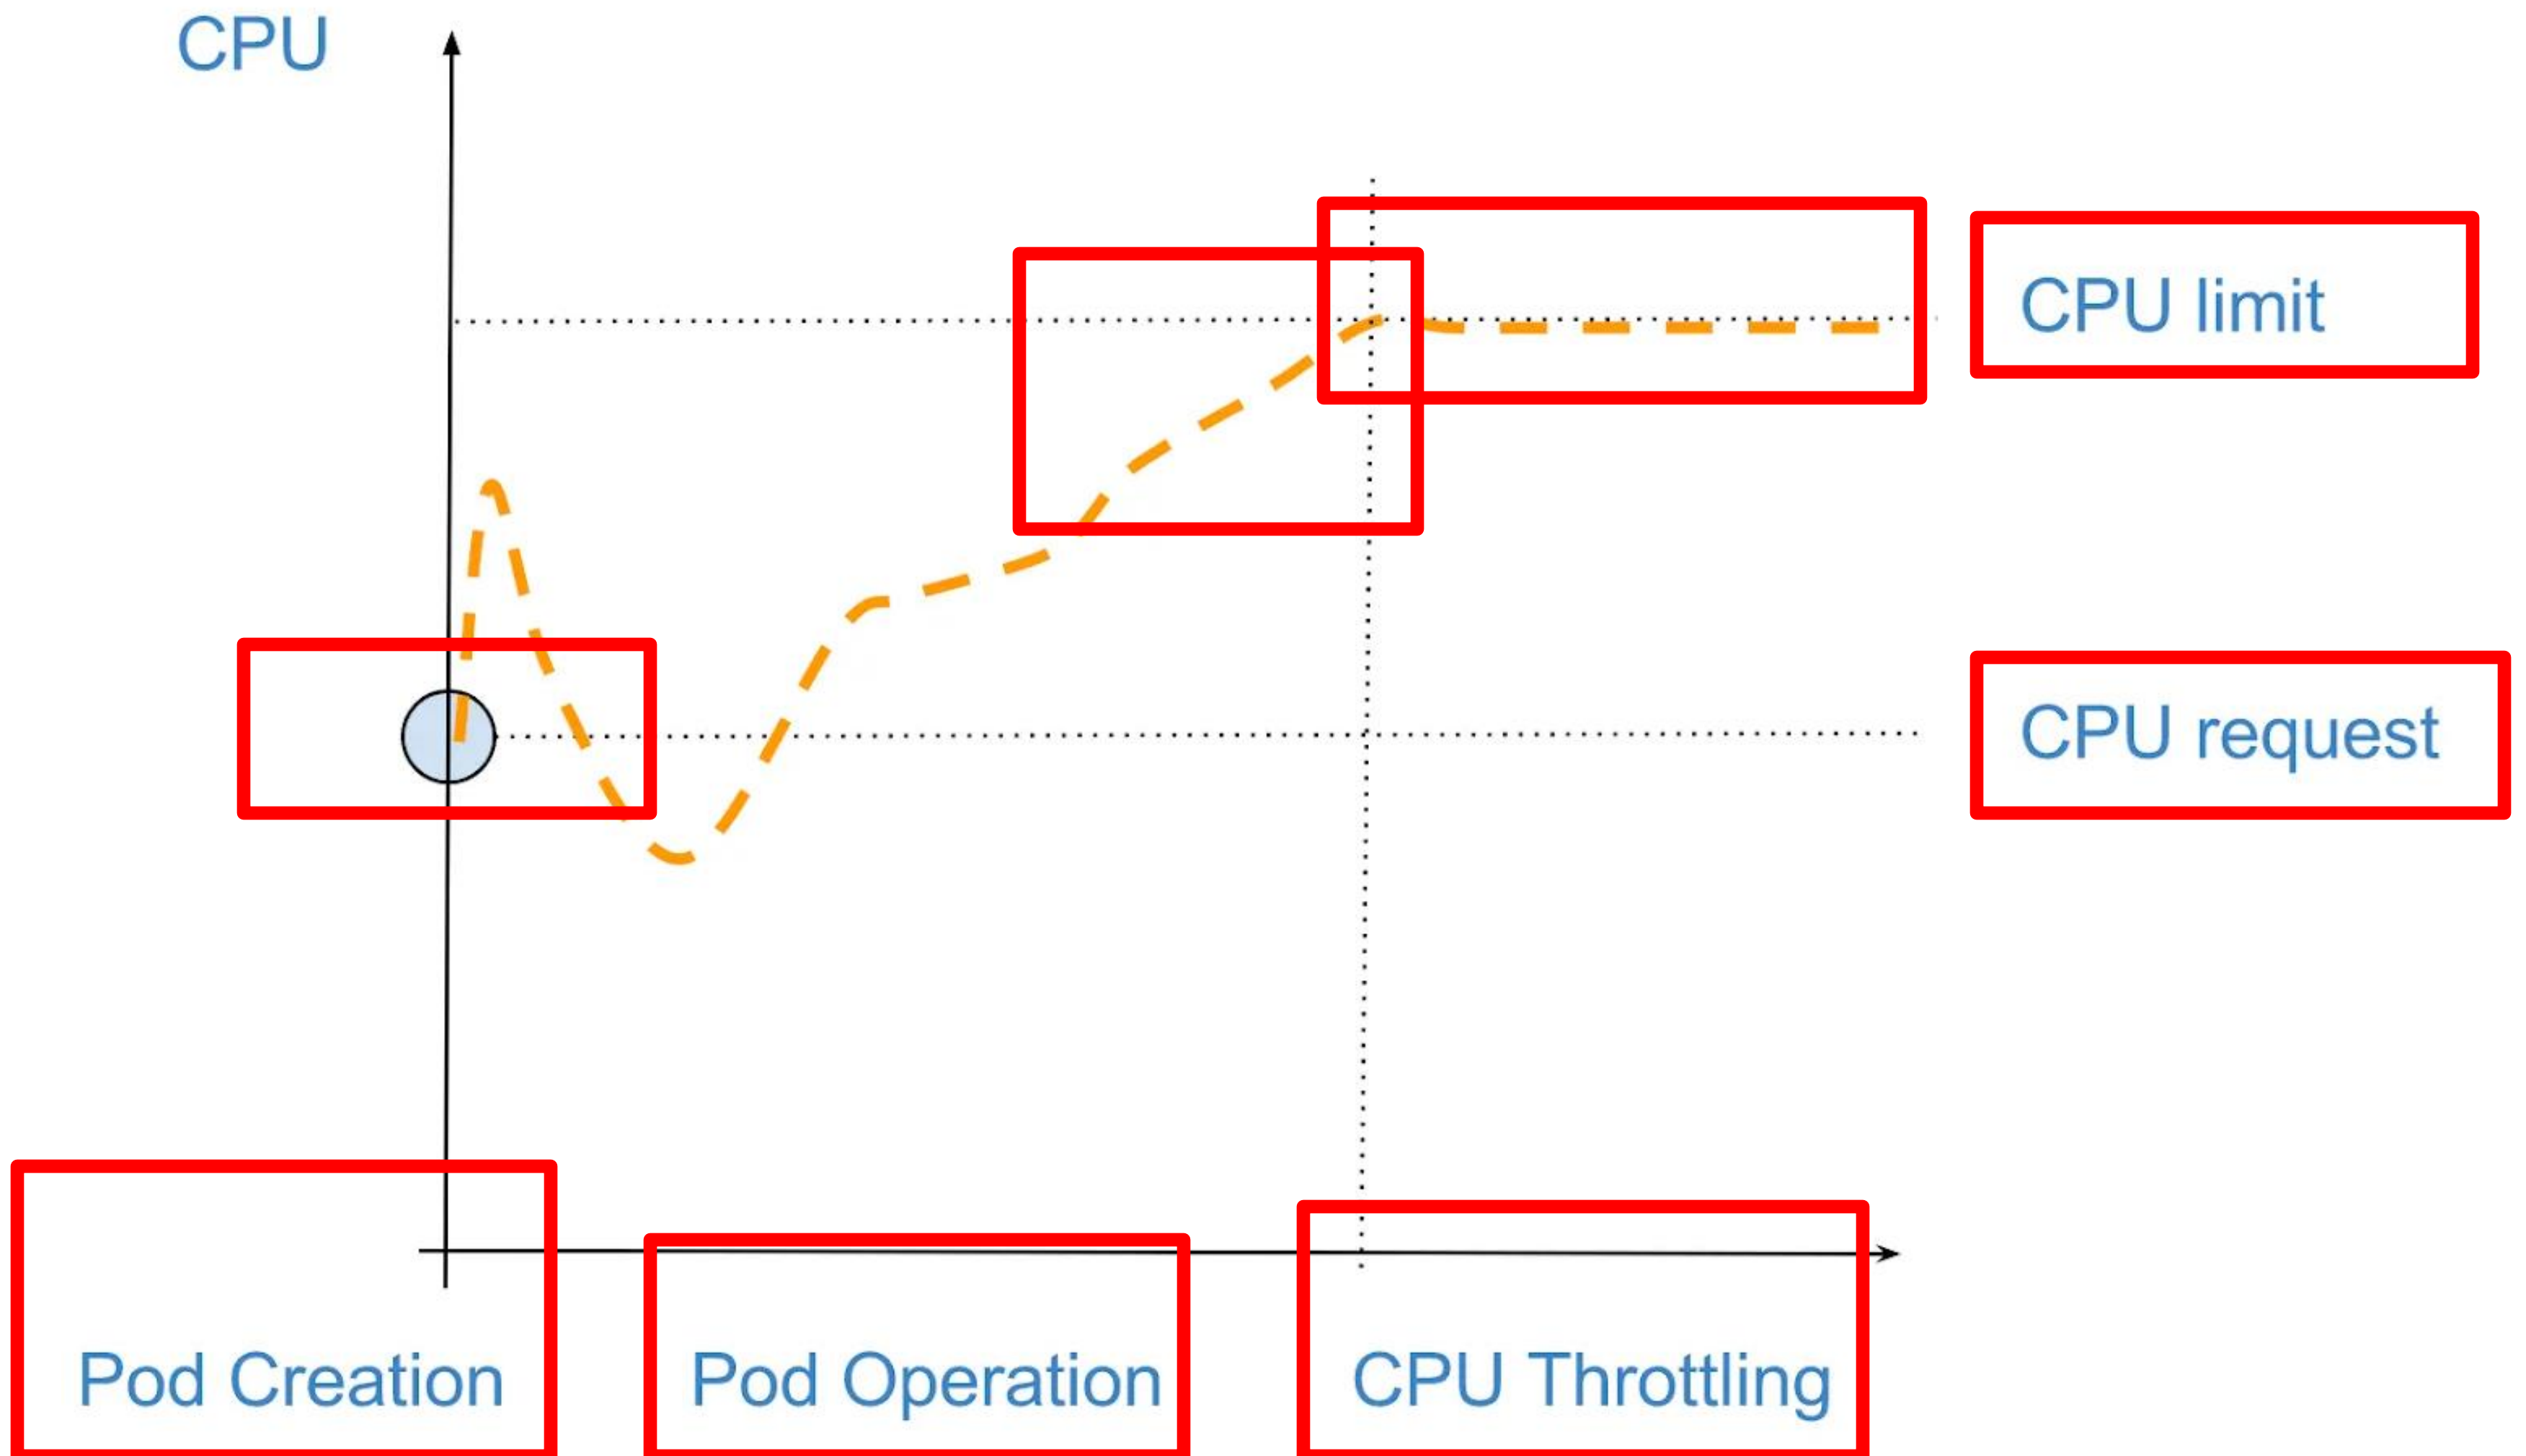 CPU
CPU limit
CPU request
Pod Creation
Pod Operation
CPU Throttling